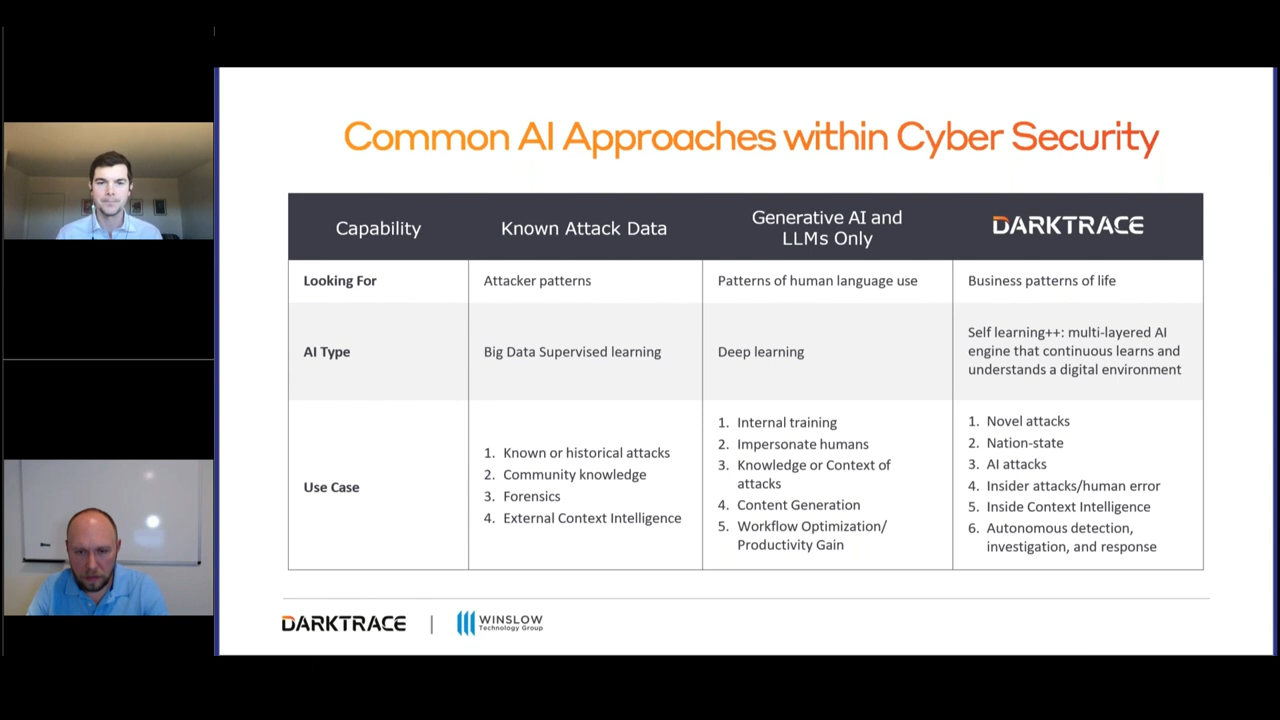 Common AI Approaches within Cyber Security
Capability
Known Attack Data
Generative AI and
LLMs Only
DARKTRACE
Looking For
Attacker patterns
Patterns of human language use
Business patterns of life
AI Type
Big Data Supervised learning
Deep learning
Self learning++: multi-layered AI
engine that continuous learns and
understands a digital environment
Use Case
1. Known or historical attacks
2. Community knowledge
3. Forensics
4. External Context Intelligence
1. Internal training
2. Impersonate humans
3. Knowledge or Context of
attacks
4. Content Generation
5. Workflow Optimization/
Productivity Gain
1. Novel attacks
2. Nation-state
3. AI attacks
4. Insider attacks/human error
5. Inside Context Intelligence
6. Autonomous detection,
investigation, and response
DARKTRACE | WINSLOW
Technology Group